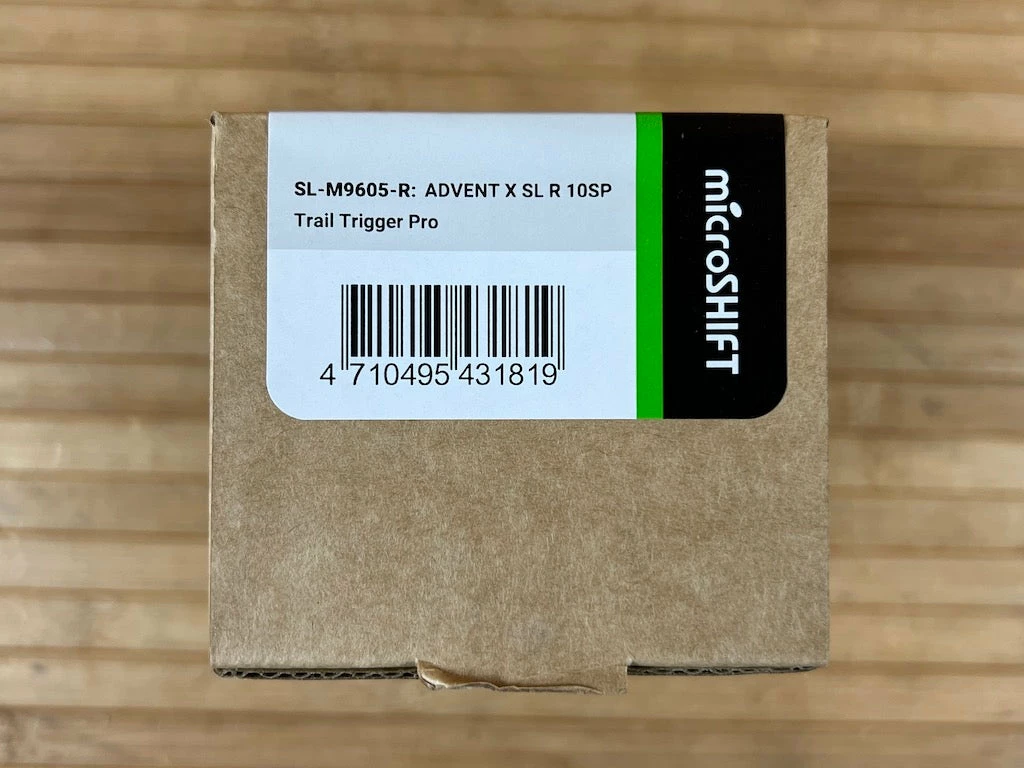 SL-M9605-R: ADVENT X SL R 10SP
Trail Trigger Pro
4 710495 431819
microSHIFT